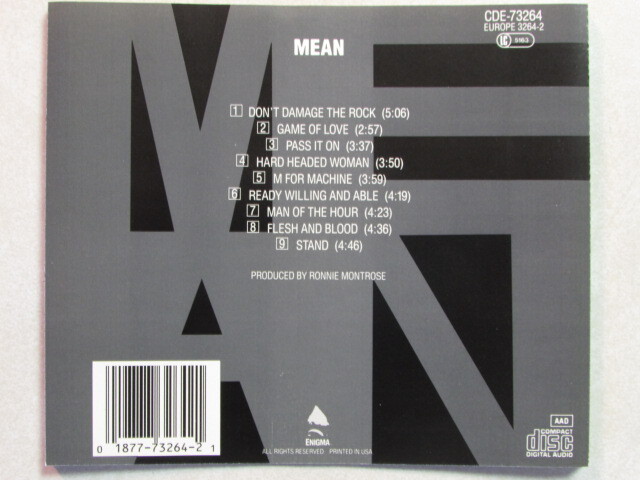 CDE-73264
EUROPE 3264-2
LC 5163
MEAN
1 DON'T DAMAGE THE ROCK (5:06)
2 GAME OF LOVE (2:57)
3 PASS IT ON (3:37)
4 HARD HEADED WOMAN (3:50)
5 M FOR MACHINE (3:59)
6 READY WILLING AND ABLE (4:19)
7 MAN OF THE HOUR (4:23)
8 FLESH AND BLOOD (4:36)
9 STAND (4:46)
PRODUCED BY RONNIE MONTROSE
MEAN
0 1877-73264-2 1
ENIGMA
ALL RIGHTS RESERVED PRINTED IN USA
AAD
COMPACT
disc
DIGITAL AUDIO